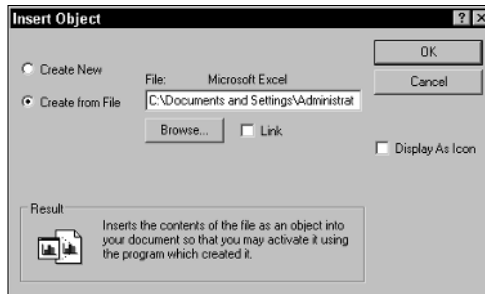 Insert Object
OK
Cancel
Create New
File: Microsoft Excel
Create from File
C:\Documents and Settings\Administrat
Browse...
Link
Display As Icon
Result
Inserts the contents of the file as an object into
your document so that you may activate it using
the program which created it.